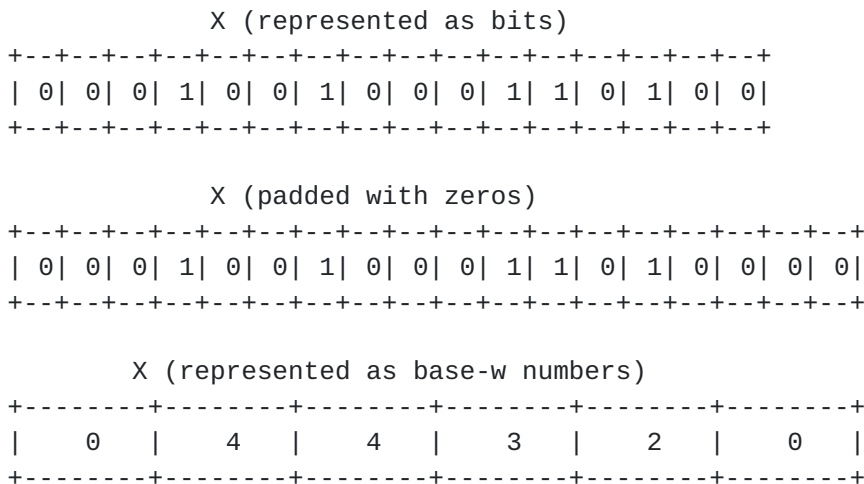 X (represented as bits)
+--+--+--+--+--+--+--+--+--+--+--+--+--+--+--+--+
| 0| 0| 0| 1| 0| 0| 1| 0| 0| 0| 1| 1| 0| 1| 0| 0|
+--+--+--+--+--+--+--+--+--+--+--+--+--+--+--+--+
X (padded with zeros)
+--+--+--+--+--+--+--+--+--+--+--+--+--+--+--+--+--+--+
| 0| 0| 0| 1| 0| 0| 1| 0| 0| 0| 1| 1| 0| 1| 0| 0| 0| 0|
+--+--+--+--+--+--+--+--+--+--+--+--+--+--+--+--+--+--+
X (represented as base-w numbers)
+--------+--------+--------+--------+--------+--------+
|    0   |    4   |    4   |    3   |    2   |    0   |
+--------+--------+--------+--------+--------+--------+